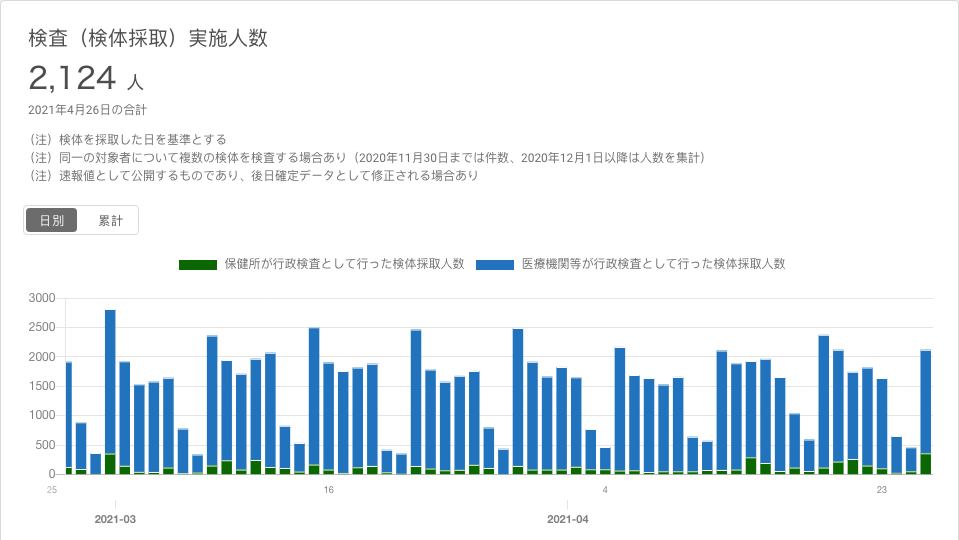 検査（検体採取）実施人数
2,124 人
2021年4月26日の合計
（注）検体を採取した日を基準とする
（注）同一の対象者について複数の検体を検査する場合あり（2020年11月30日までは件数、2020年12月1日以降は人数を集計）
（注）速報値として公開するものであり、後日確定データとして修正される場合あり
日別 累計
保健所が行政検査として行った検体採取人数 医療機関等が行政検査として行った検体採取人数
3000
2500
2000
1500
1000
500
0
25 16 4 23
2021-03 2021-04